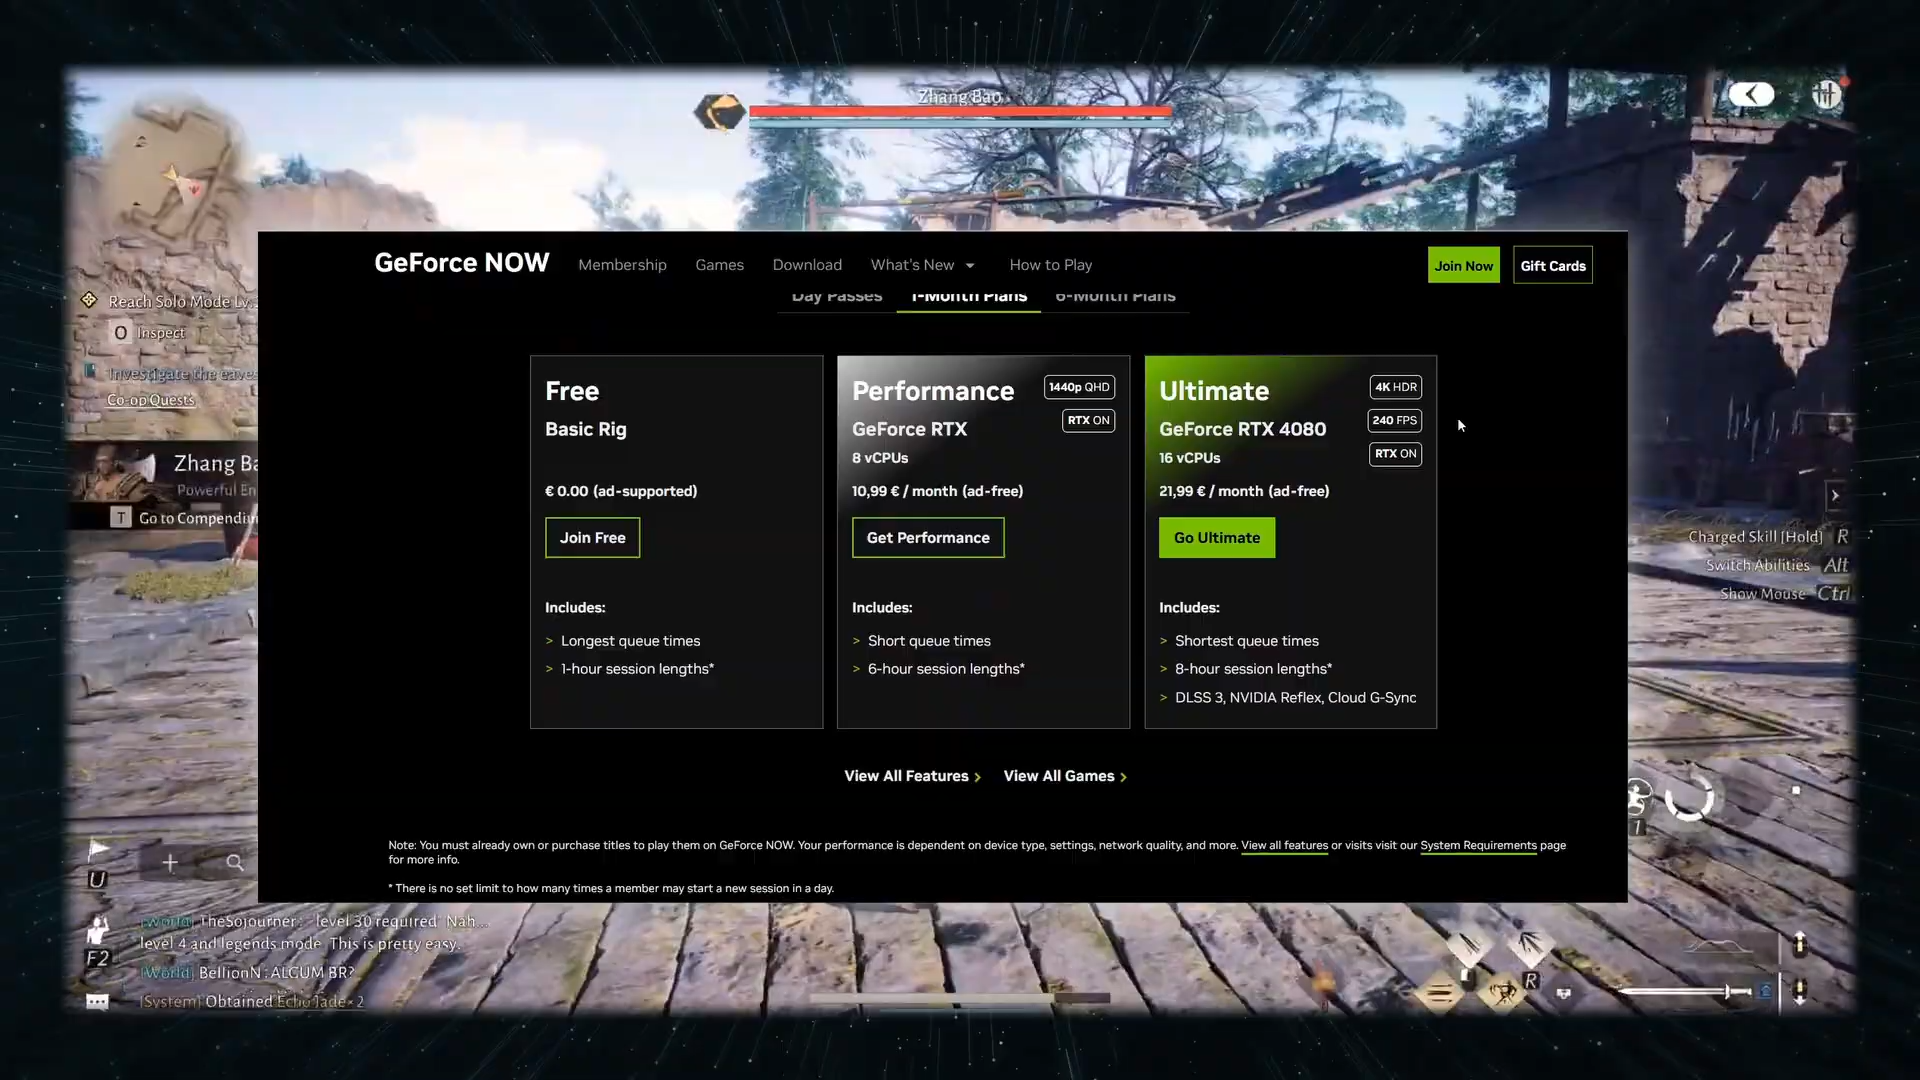 Zhang Bao
GeForce NOW
Membership
Games
Download
What's New
How to Play
Join Now
Gift Cards
Day Passes
1-Month Plans
6-Month Plans
Reach Solo Mode Lv.
O Inspect
Investigate the eaves
Co-op Quests
Zhang Ba
Powerful En
T Go to Compendiu
Free
Basic Rig
€ 0.00 (ad-supported)
Join Free
Includes:
> Longest queue times
> 1-hour session lengths*
Performance
1440p QHD
RTX ON
GeForce RTX
8 vCPUs
10,99 € / month (ad-free)
Get Performance
Includes:
> Short queue times
> 6-hour session lengths*
Ultimate
4K HDR
240 FPS
RTX ON
GeForce RTX 4080
16 vCPUs
21,99 € / month (ad-free)
Go Ultimate
Includes:
> Shortest queue times
> 8-hour session lengths*
> DLSS 3, NVIDIA Reflex, Cloud G-Sync
Charged Skill [Hold] R
Switch Abilities Alt
Show Mouse Ctrl
View All Features >
View All Games >
Note: You must already own or purchase titles to play them on GeForce NOW. Your performance is dependent on device type, settings, network quality, and more. View all features or visits visit our System Requirements page
for more info.
* There is no set limit to how many times a member may start a new session in a day.
1
U
F2
[World] TheSojourner: "level 30 required" Nah...
level 4 and legends mode. This is pretty easy.
[World] BellionN: ALGUM BR?
[System] Obtained Echo Jade×2
R